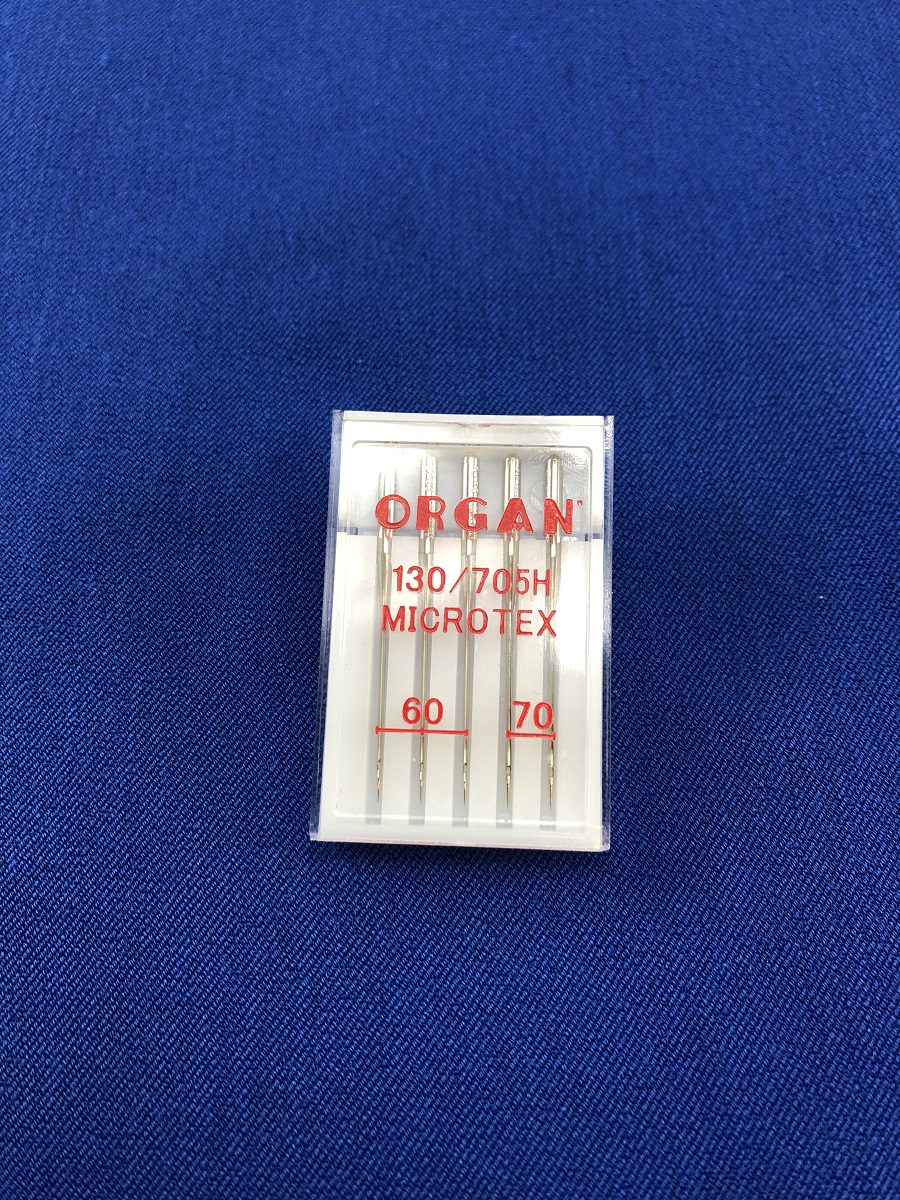 ORGAN®
130/705H
MICROTEX
60 70